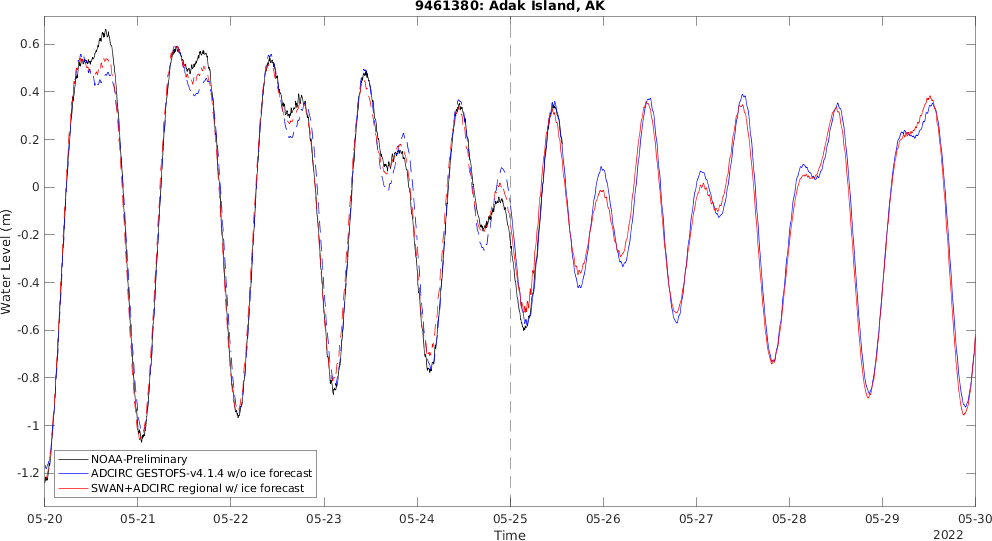 9461380: Adak Island, AK
Water Level (m)
0.6
0.4
0.2
0
-0.2
-0.4
-0.6
-0.8
-1
-1.2
NOAA-Preliminary
ADCIRC GESTOFS-v4.1.4 w/o ice forecast
SWAN+ADCIRC regional w/ ice forecast
05-20 05-21 05-22 05-23 05-24 05-25 05-26 05-27 05-28 05-29 05-30
Time
2022